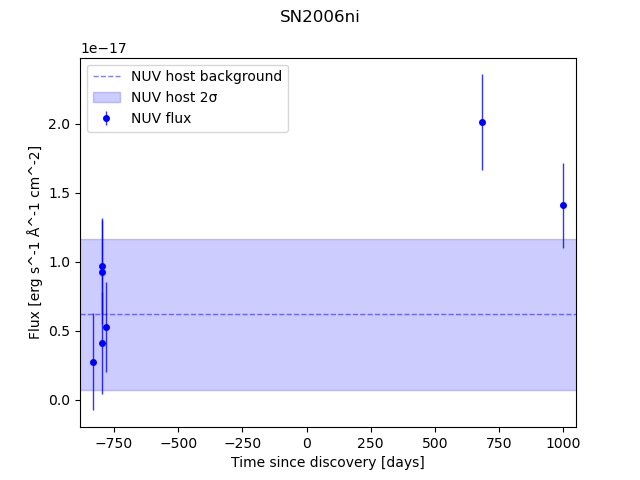 SN2006ni
1e−17
NUV host background
NUV host 2σ
NUV flux
2.0
1.5
1.0
0.5
0.0
Flux [erg s^-1 Å^-1 cm^-2]
−750 −500 −250 0 250 500 750 1000
Time since discovery [days]